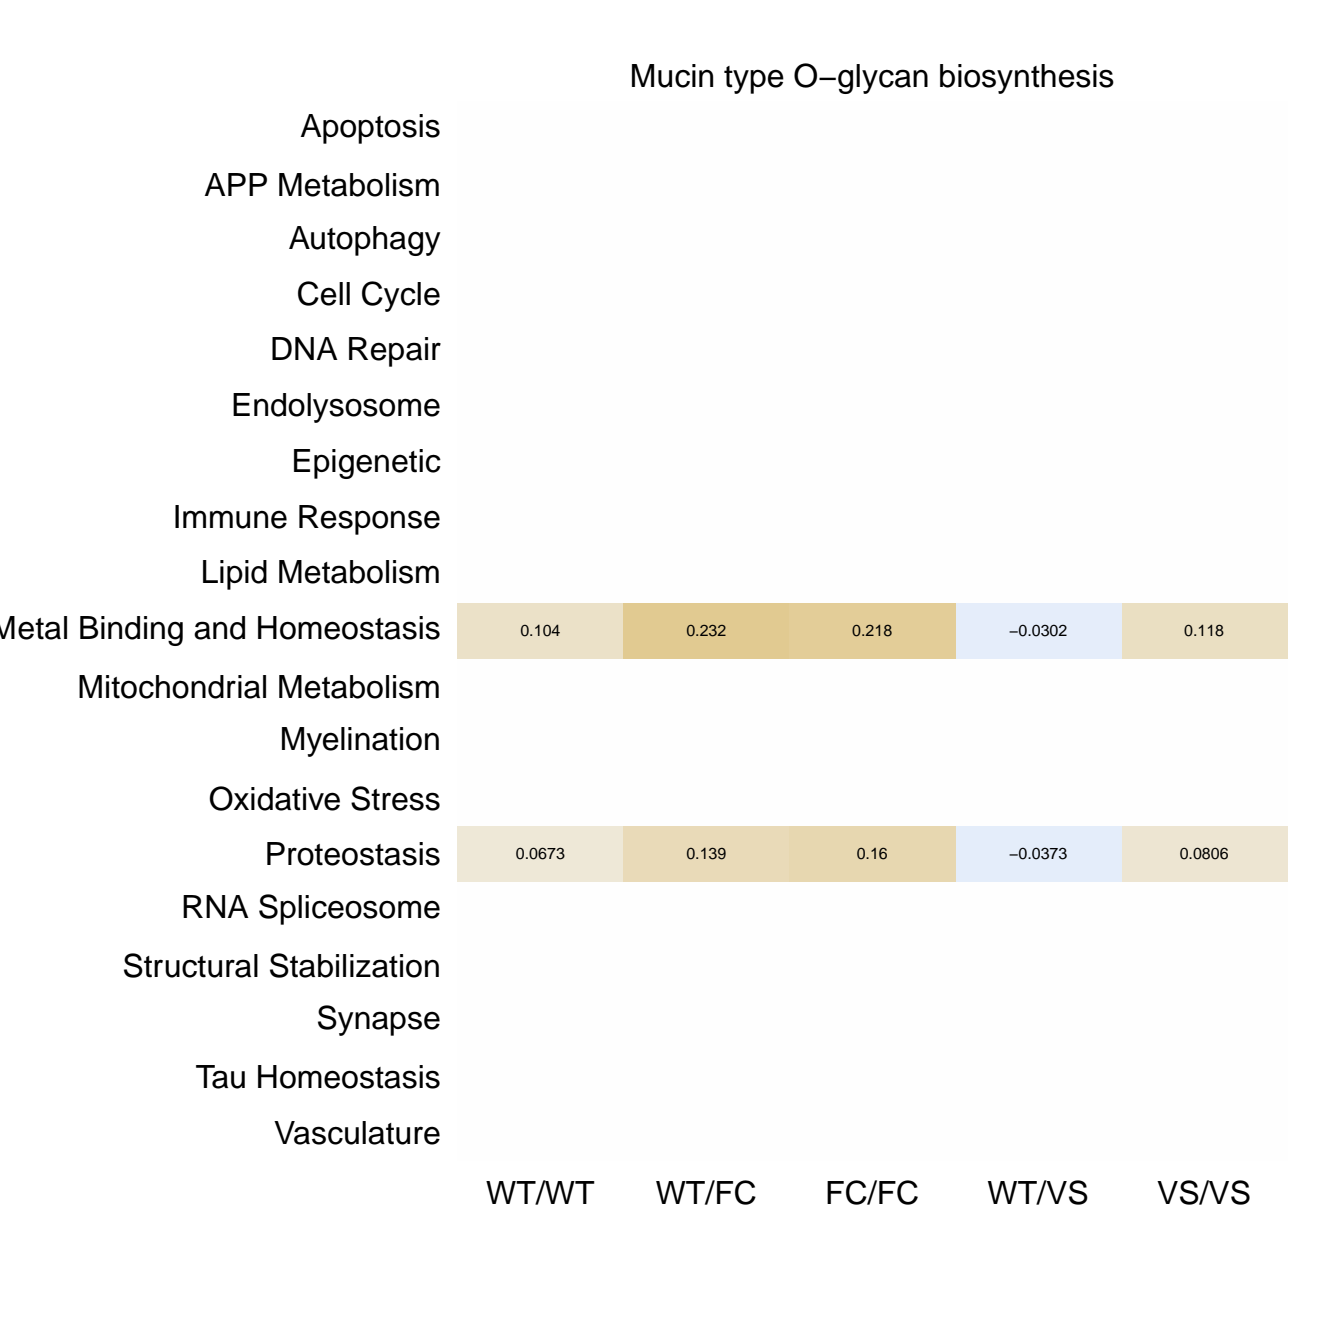 Mucin type O−glycan biosynthesis
Apoptosis
APP Metabolism
Autophagy
Cell Cycle
DNA Repair
Endolysosome
Epigenetic
Immune Response
Lipid Metabolism
Metal Binding and Homeostasis 0.104 0.232 0.218 −0.0302 0.118
Mitochondrial Metabolism
Myelination
Oxidative Stress
Proteostasis 0.0673 0.139 0.16 −0.0373 0.0806
RNA Spliceosome
Structural Stabilization
Synapse
Tau Homeostasis
Vasculature
WT/WT WT/FC FC/FC WT/VS VS/VS